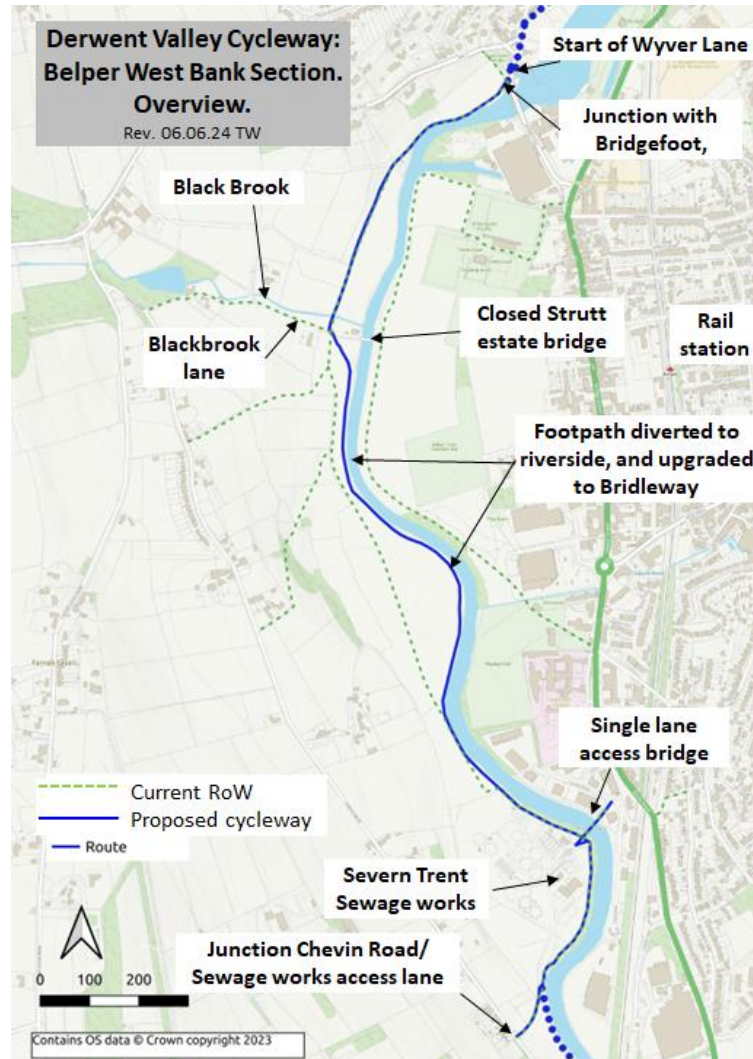 Derwent Valley Cycleway:
Belper West Bank Section.
Overview.
Rev. 06.06.24 TW
Start of Wyver Lane
Junction with
Bridgefoot,
Black Brook
Blackbrook
lane
Closed Strutt
estate bridge
Rail
station
Footpath diverted to
riverside, and upgraded
to Bridleway
Single lane
access bridge
Current RoW
Proposed cycleway
Route
Severn Trent
Sewage works
Junction Chevin Road/
Sewage works access lane
0 100 200
Contains OS data © Crown copyright 2023